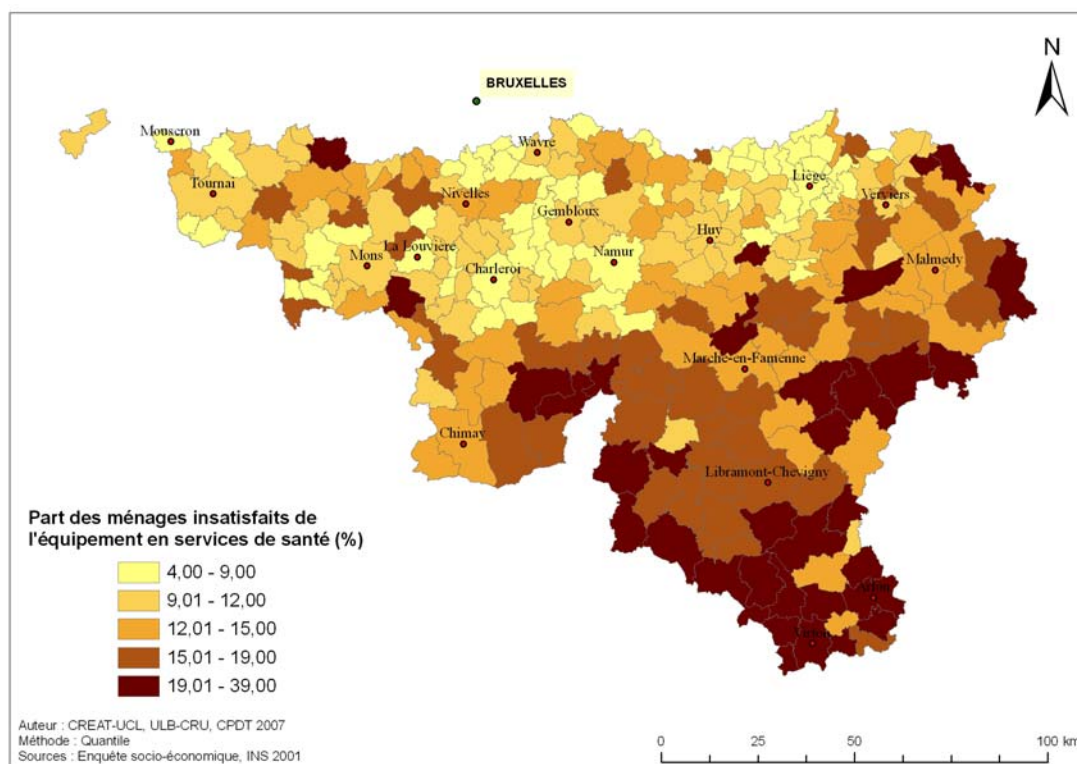 N
BRUXELLES
Mouscron
Wavre
Tournai
Liège
Nivelles
Verviers
Gembloux
Huy
La Louvière
Namur
Mons
Charleroi
Malmedy
Marche-en-Famenne
Chimay
Libramont-Chevigny
Arlon
Virton
Part des ménages insatisfaits de
l'équipement en services de santé (%)
4,00 - 9,00
9,01 - 12,00
12,01 - 15,00
15,01 - 19,00
19,01 - 39,00
Auteur : CREAT-UCL, ULB-CRU, CPDT 2007
Méthode : Quantile
Sources : Enquête socio-économique, INS 2001
0 25 50 100 km